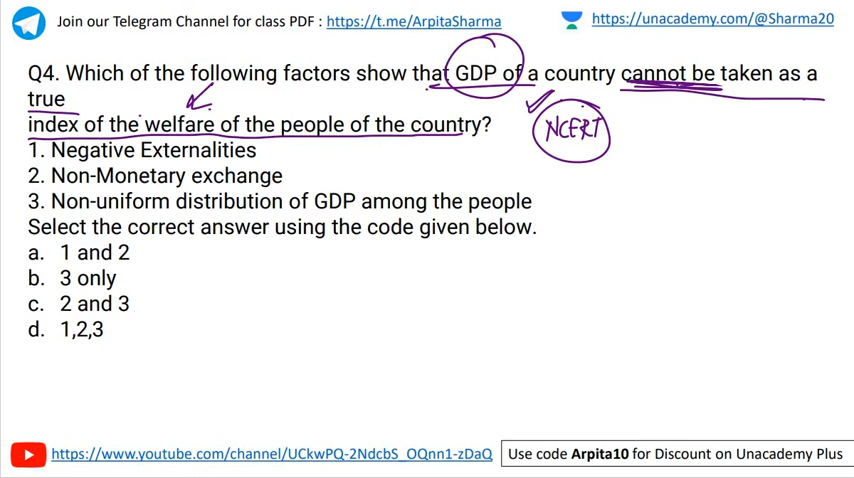 Join our Telegram Channel for class PDF : https://t.me/ArpitaSharma
https://unacademy.com/@Sharma20
Q4. Which of the following factors show that GDP of a country cannot be taken as a
true
index of the welfare of the people of the country?
NCERT
1. Negative Externalities
2. Non-Monetary exchange
3. Non-uniform distribution of GDP among the people
Select the correct answer using the code given below.
a. 1 and 2
b. 3 only
c. 2 and 3
d. 1,2,3
https://www.youtube.com/channel/UCkwPQ-2NdcbS_OQnn1-zDaQ
Use code Arpita10 for Discount on Unacademy Plus